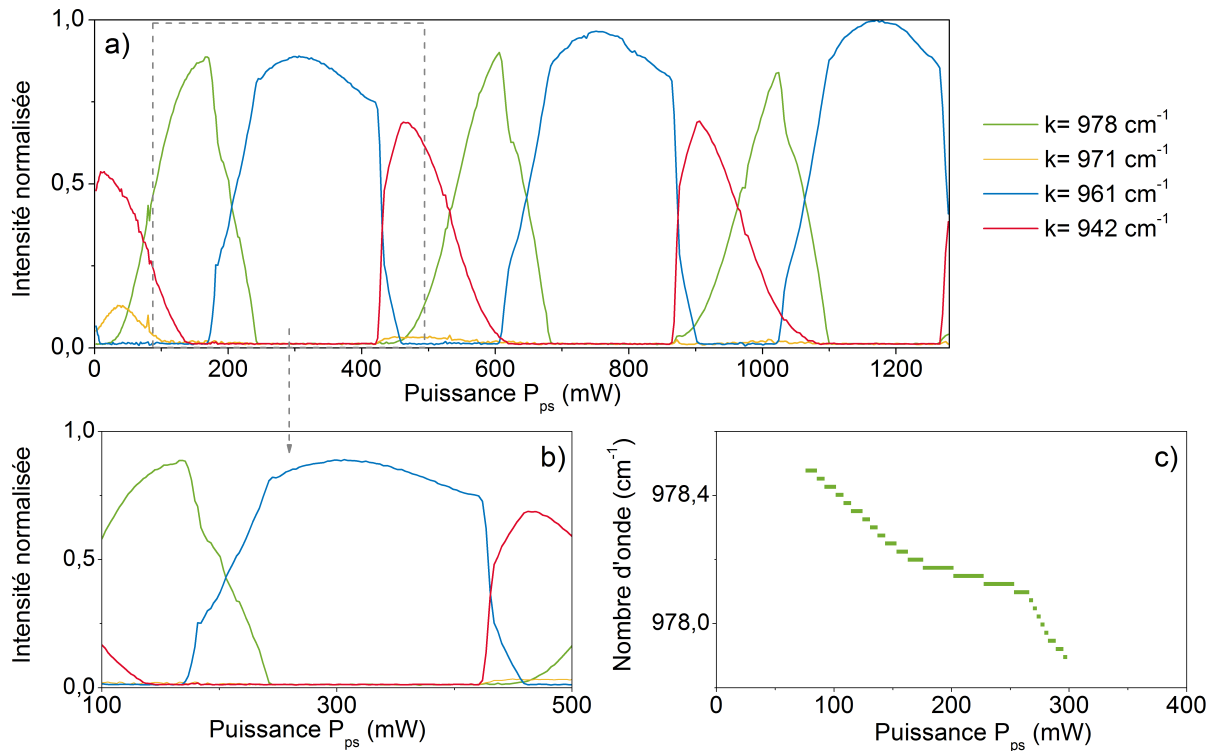 a)
Intensité normalisée
1,0
0,5
0,0
0 200 400 600 800 1000 1200
Puissance P_ps (mW)
k= 978 cm⁻¹
k= 971 cm⁻¹
k= 961 cm⁻¹
k= 942 cm⁻¹
b)
Intensité normalisée
1,0
0,5
0,0
100 300 500
Puissance P_ps (mW)
c)
Nombre d'onde (cm⁻¹)
978,4
978,0
0 100 200 300 400
Puissance P_ps (mW)